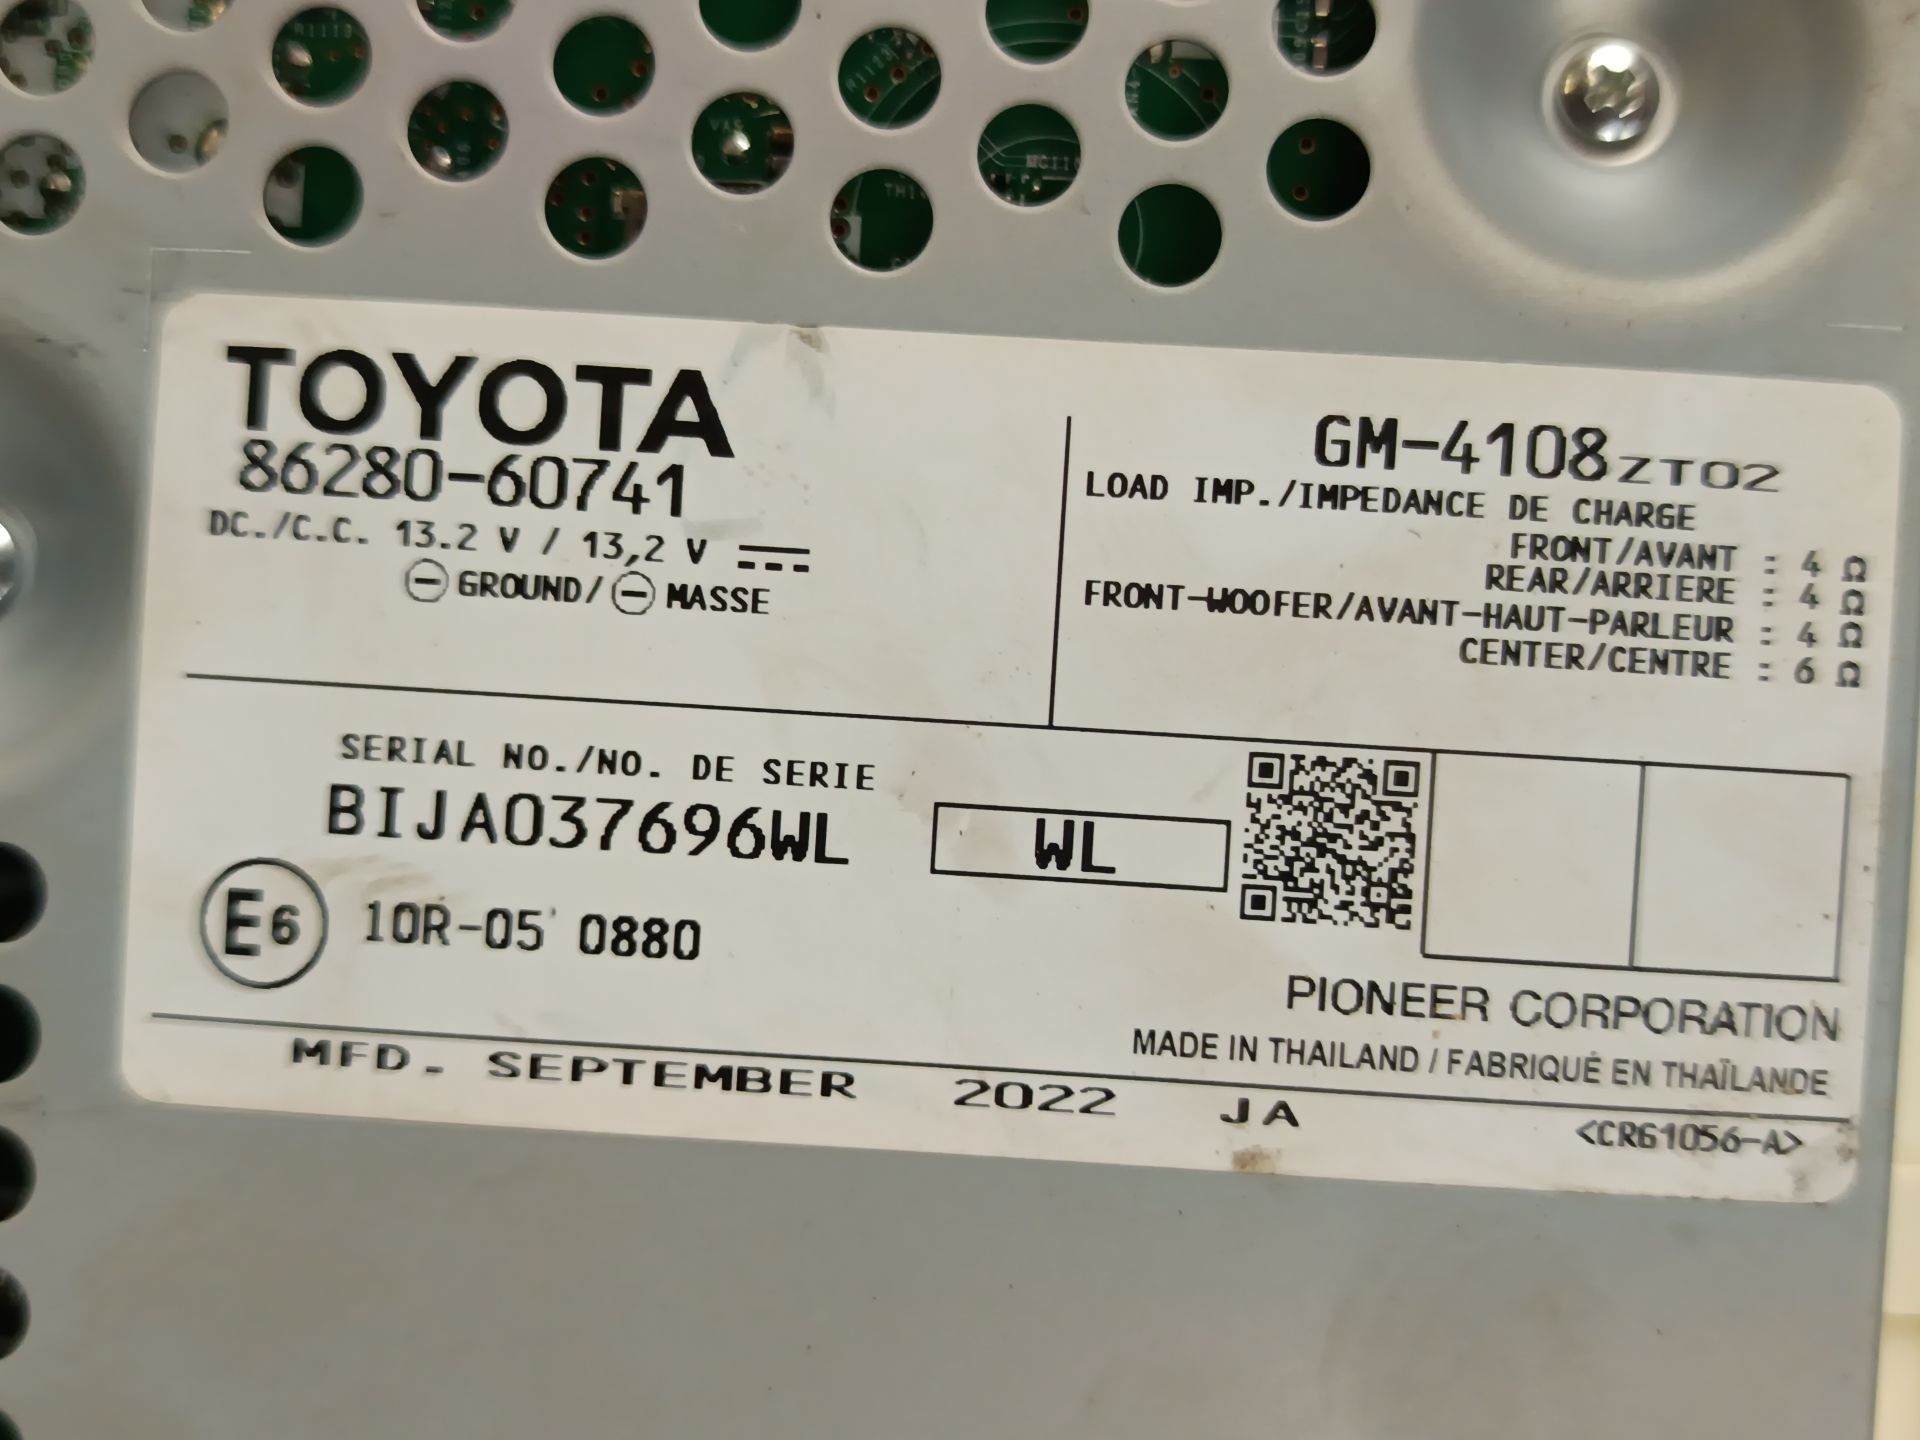 TOYOTA
86280-60741
DC./C.C. 13.2 V / 13,2 V
GROUND/ MASSE
GM-4108ZT02
LOAD IMP./IMPEDANCE DE CHARGE
FRONT/AVANT : 4 Ω
REAR/ARRIERE : 4 Ω
FRONT-WOOFER/AVANT-HAUT-PARLEUR : 4 Ω
CENTER/CENTRE : 6 Ω
SERIAL NO./NO. DE SERIE
BIJA037696WL
WL
E6 10R-05 0880
PIONEER CORPORATION
MADE IN THAILAND / FABRIQUÉ EN THAÏLANDE
MFD. SEPTEMBER 2022 JA
<CRG1056-A>